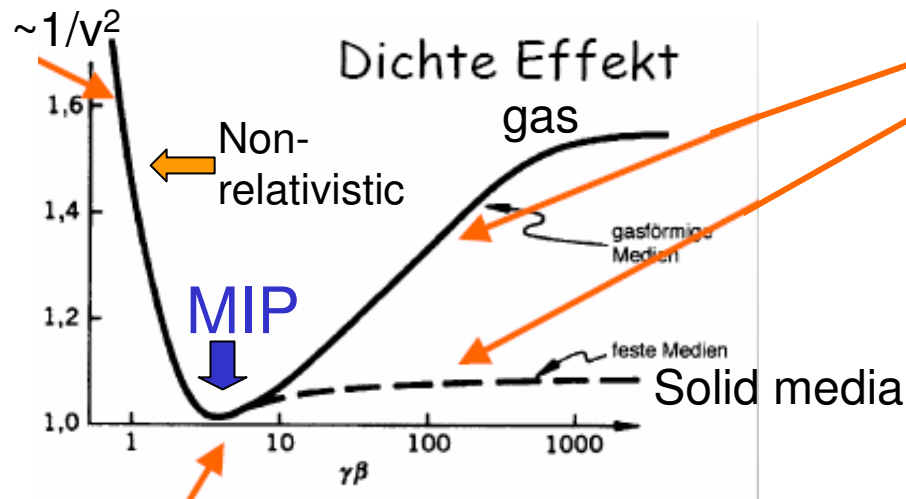 ~1/v²
Dichte Effekt
gas
1,6
Non-
relativistic
1,4
gasförmige
Medien
MIP
1,2
feste Medien
Solid media
1,0
1 10 100 1000
γβ